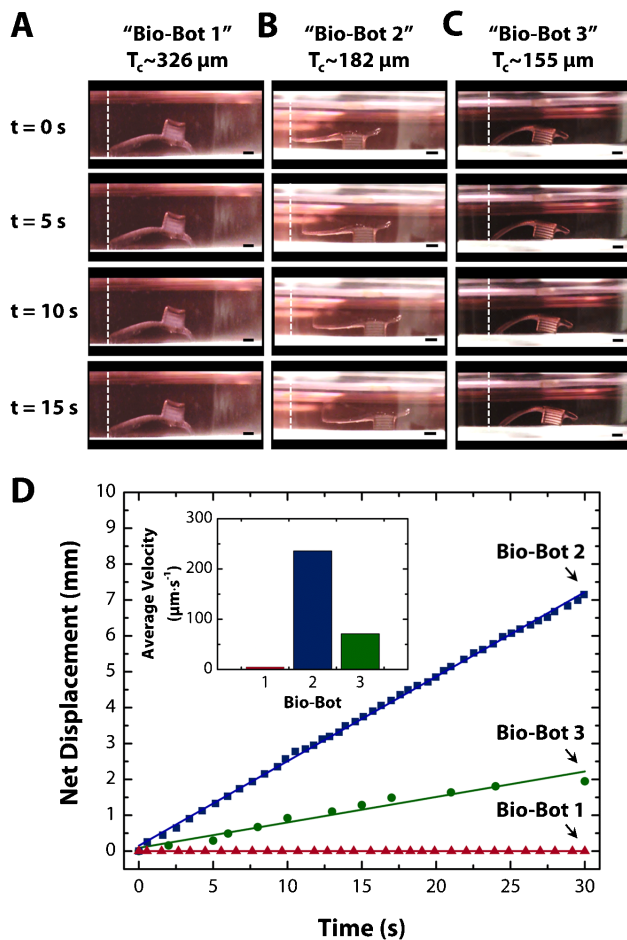 A
“Bio-Bot 1”
Tc~326 μm
B
“Bio-Bot 2”
Tc~182 μm
C
“Bio-Bot 3”
Tc~155 μm
t = 0 s
t = 5 s
t = 10 s
t = 15 s
D
Net Displacement (mm)
10
9
8
7
6
5
4
3
2
1
0
Average Velocity
(μm·s-1)
300
200
100
0
1 2 3
Bio-Bot
Bio-Bot 2
Bio-Bot 3
Bio-Bot 1
0 5 10 15 20 25 30
Time (s)